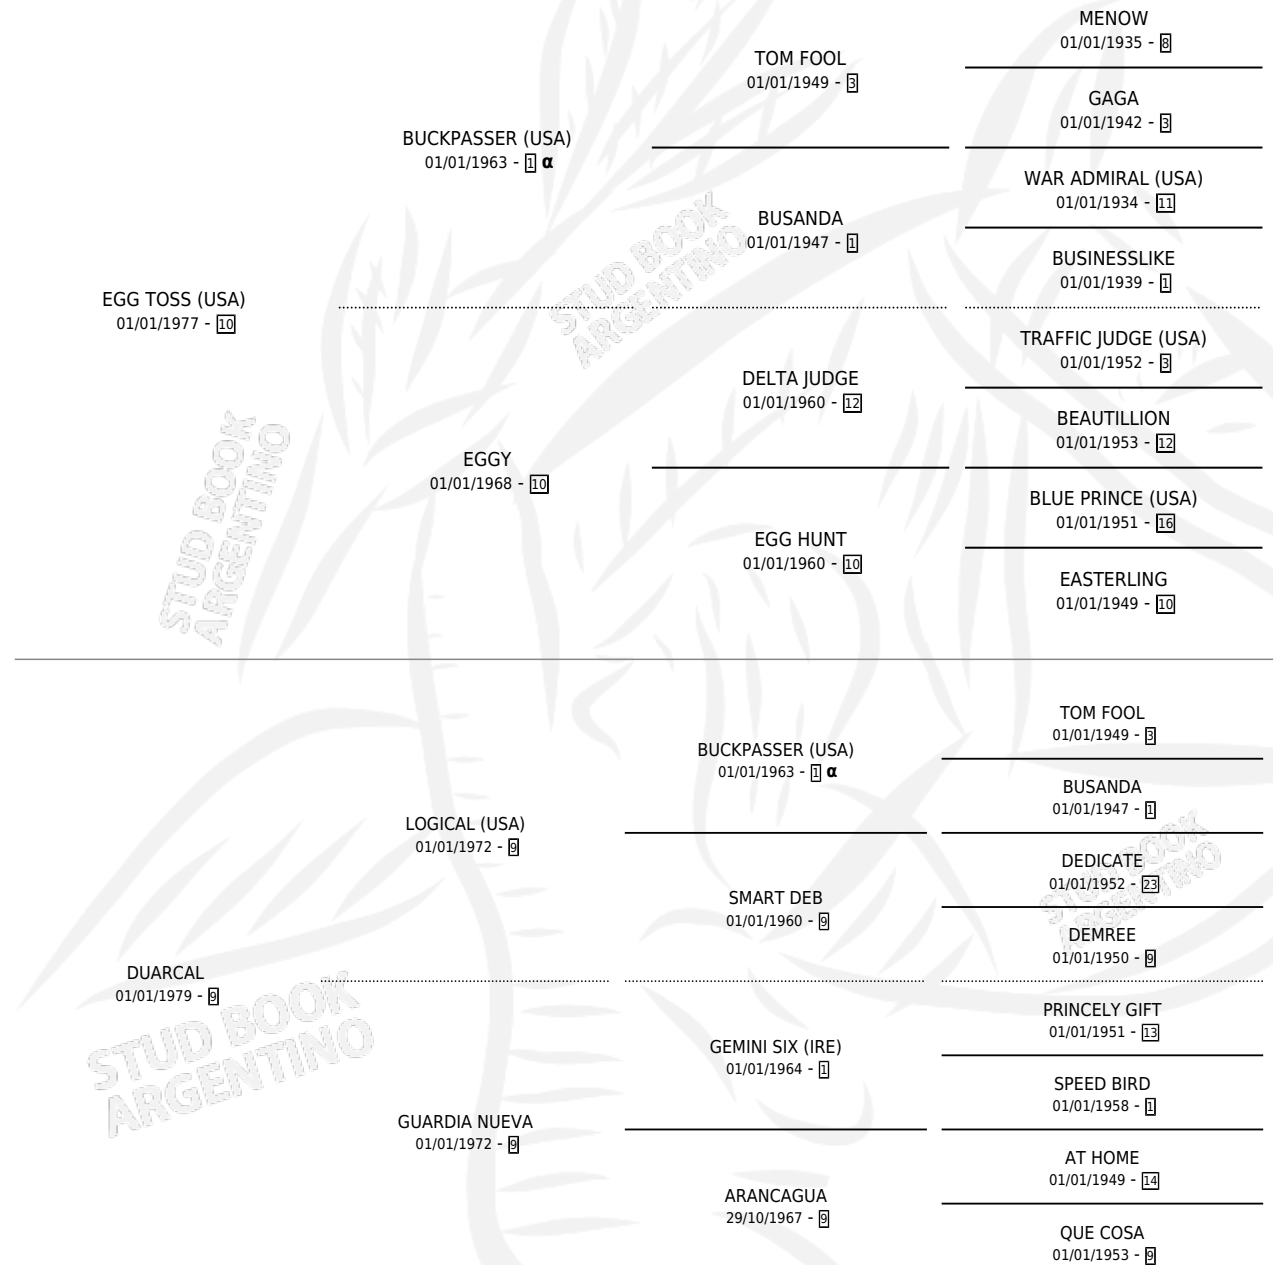 MENOW
01/01/1935 - 8
TOM FOOL
01/01/1949 - 3
GAGA
01/01/1942 - 3
BUCKPASSER (USA)
01/01/1963 - 1 α
WAR ADMIRAL (USA)
01/01/1934 - 11
BUSANDA
01/01/1947 - 1
BUSINESSLIKE
01/01/1939 - 1
EGG TOSS (USA)
01/01/1977 - 10
TRAFFIC JUDGE (USA)
01/01/1952 - 3
DELTA JUDGE
01/01/1960 - 12
BEAUTILLION
01/01/1953 - 12
EGGY
01/01/1968 - 10
BLUE PRINCE (USA)
01/01/1951 - 16
EGG HUNT
01/01/1960 - 10
EASTERLING
01/01/1949 - 10
STUD BOOK
ARGENTINO
STUD BOOK
ARGENTINO
TOM FOOL
01/01/1949 - 3
BUCKPASSER (USA)
01/01/1963 - 1 α
BUSANDA
01/01/1947 - 1
LOGICAL (USA)
01/01/1972 - 9
DEDICATE
01/01/1952 - 23
SMART DEB
01/01/1960 - 9
DEMREE
01/01/1950 - 9
DUARCAL
01/01/1979 - 9
PRINCELY GIFT
01/01/1951 - 13
GEMINI SIX (IRE)
01/01/1964 - 1
SPEED BIRD
01/01/1958 - 1
GUARDIA NUEVA
01/01/1972 - 9
AT HOME
01/01/1949 - 14
ARANCAGUA
29/10/1967 - 9
QUE COSA
01/01/1953 - 9
STUD BOOK
ARGENTINO
STUD BOOK
ARGENTINO